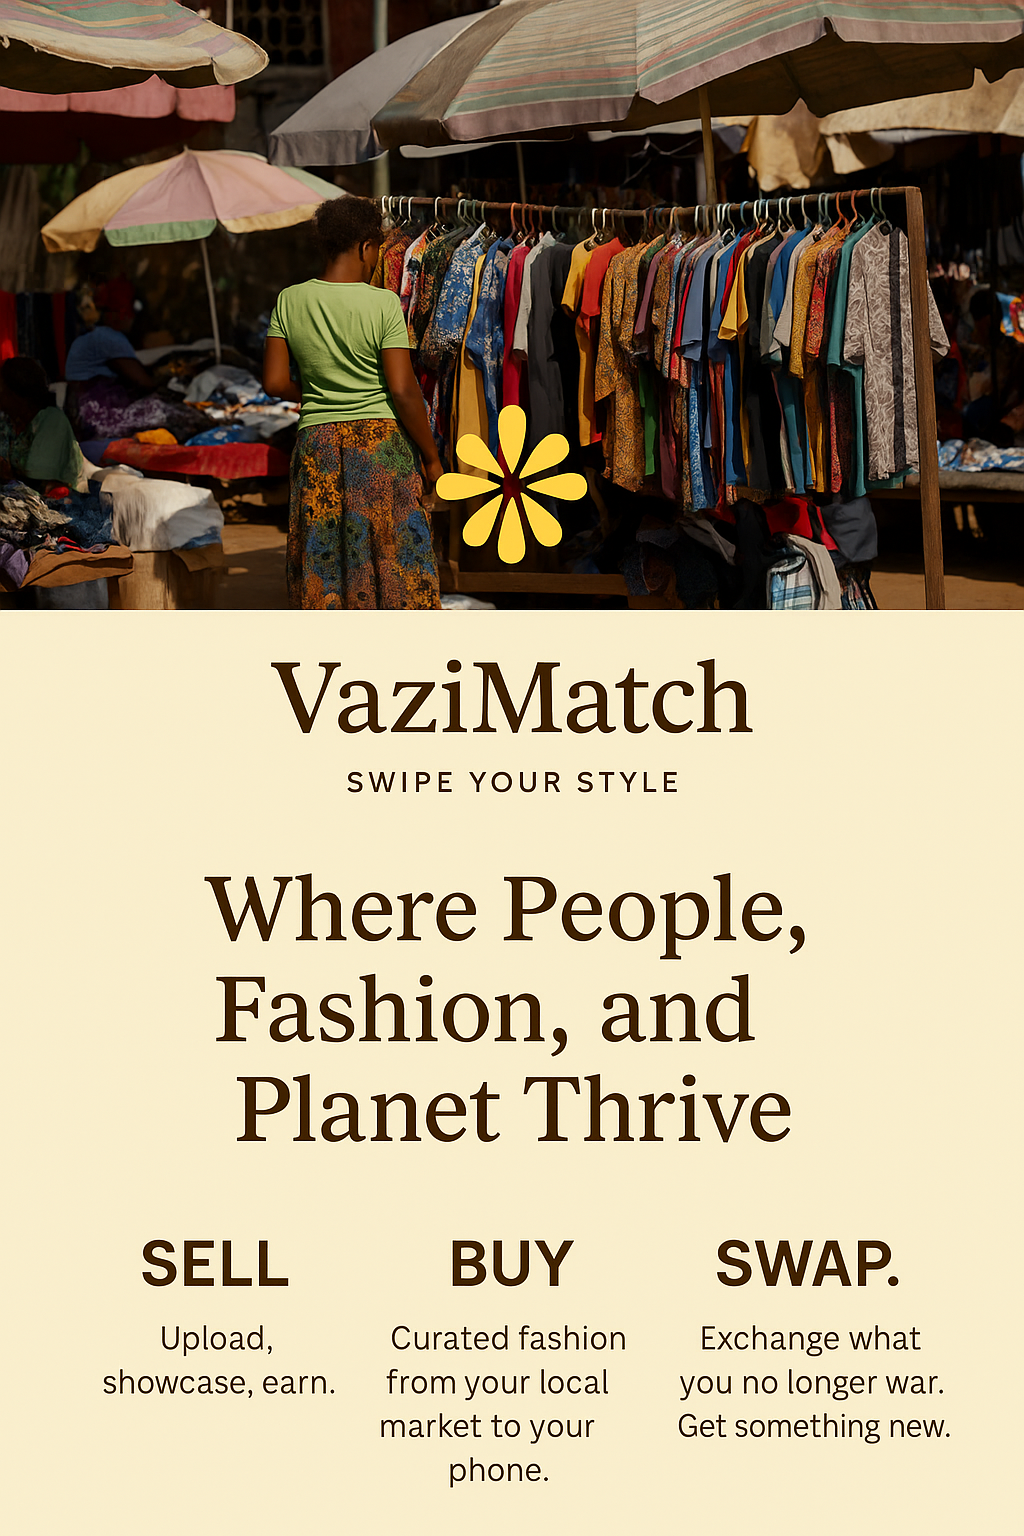 VaziMatch
SWIPE YOUR STYLE
Where People,
Fashion, and
Planet Thrive
SELL
Upload,
showcase, earn.
BUY
Curated fashion
from your local
market to your
phone.
SWAP.
Exchange what
you no longer war.
Get something new.